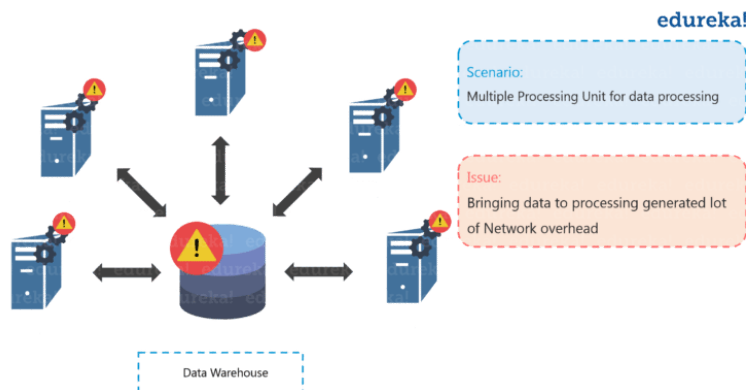 edureka!
Scenario:
Multiple Processing Unit for data processing
Issue:
Bringing data to processing generated lot
of Network overhead
Data Warehouse